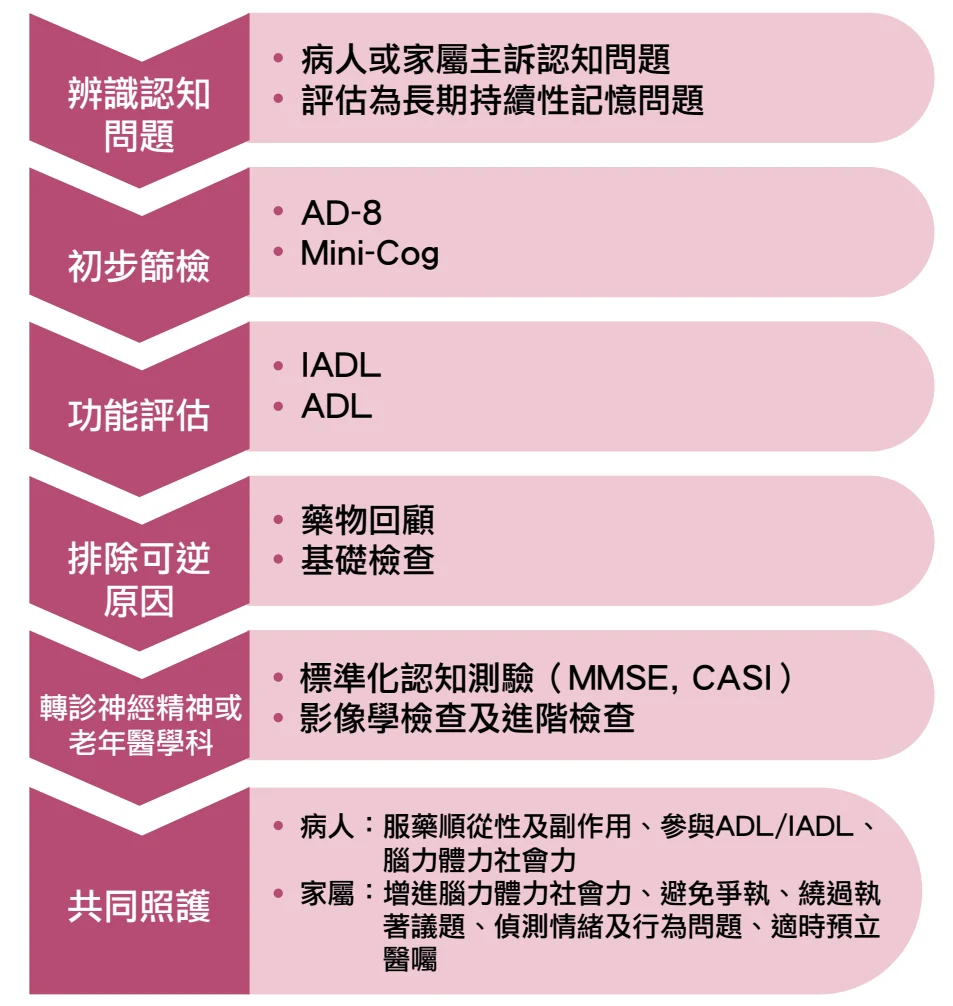 辨識認知
問題
• 病人或家屬主訴認知問題
• 評估為長期持續性記憶問題
初步篩檢
• AD-8
• Mini-Cog
功能評估
• IADL
• ADL
排除可逆
原因
• 藥物回顧
• 基礎檢查
轉診神經精神或
老年醫學科
• 標準化認知測驗（MMSE, CASI）
• 影像學檢查及進階檢查
共同照護
• 病人：服藥順從性及副作用、參與ADL/IADL、
腦力體力社會力
• 家屬：增進腦力體力社會力、避免爭執、繞過執
著議題、偵測情緒及行為問題、適時預立
醫囑